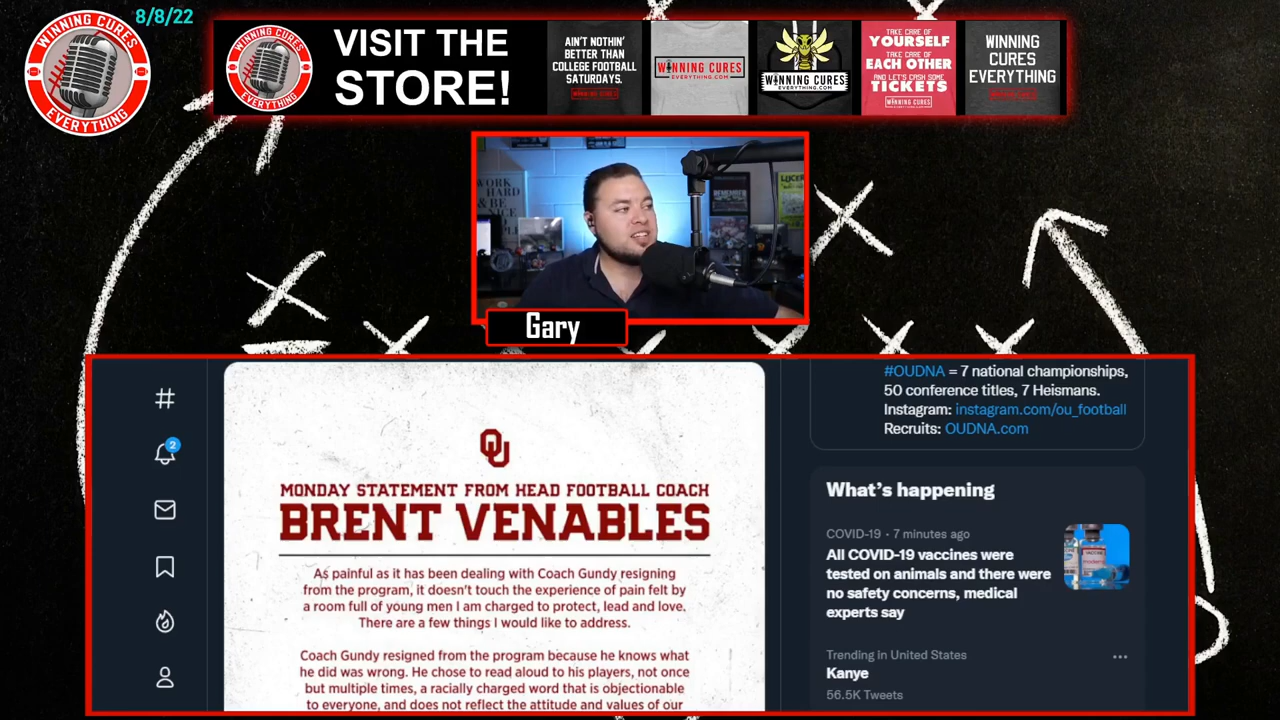 8/8/22
WINNING CURES
EVERYTHING
WINNING CURES
EVERYTHING
VISIT THE
STORE!
AIN'T NOTHIN'
BETTER THAN
COLLEGE FOOTBALL
SATURDAYS.
WINNING CURES
WINNING CURES
EVERYTHING.COM
WINNING CURES
EVERYTHING.COM
TAKE CARE OF
YOURSELF
TAKE CARE OF
EACH OTHER
AND LET'S CASH SOME
TICKETS
WINNING CURES
WINNING
CURES
EVERYTHING
WORK
HARD
& BE
NICE
Gary
#
2
OU
MONDAY STATEMENT FROM HEAD FOOTBALL COACH
BRENT VENABLES
As painful as it has been dealing with Coach Gundy resigning
from the program, it doesn't touch the experience of pain felt by
a room full of young men I am charged to protect, lead and love.
There are a few things I would like to address.
Coach Gundy resigned from the program because he knows what
he did was wrong. He chose to read aloud to his players, not once
but multiple times, a racially charged word that is objectionable
to everyone, and does not reflect the attitude and values of our
#OUDNA = 7 national championships,
50 conference titles, 7 Heismans.
Instagram: instagram.com/ou_football
Recruits: OUDNA.com
What's happening
COVID-19 · 7 minutes ago
All COVID-19 vaccines were
tested on animals and there were
no safety concerns, medical
experts say
Trending in United States
Kanye
56.5K Tweets